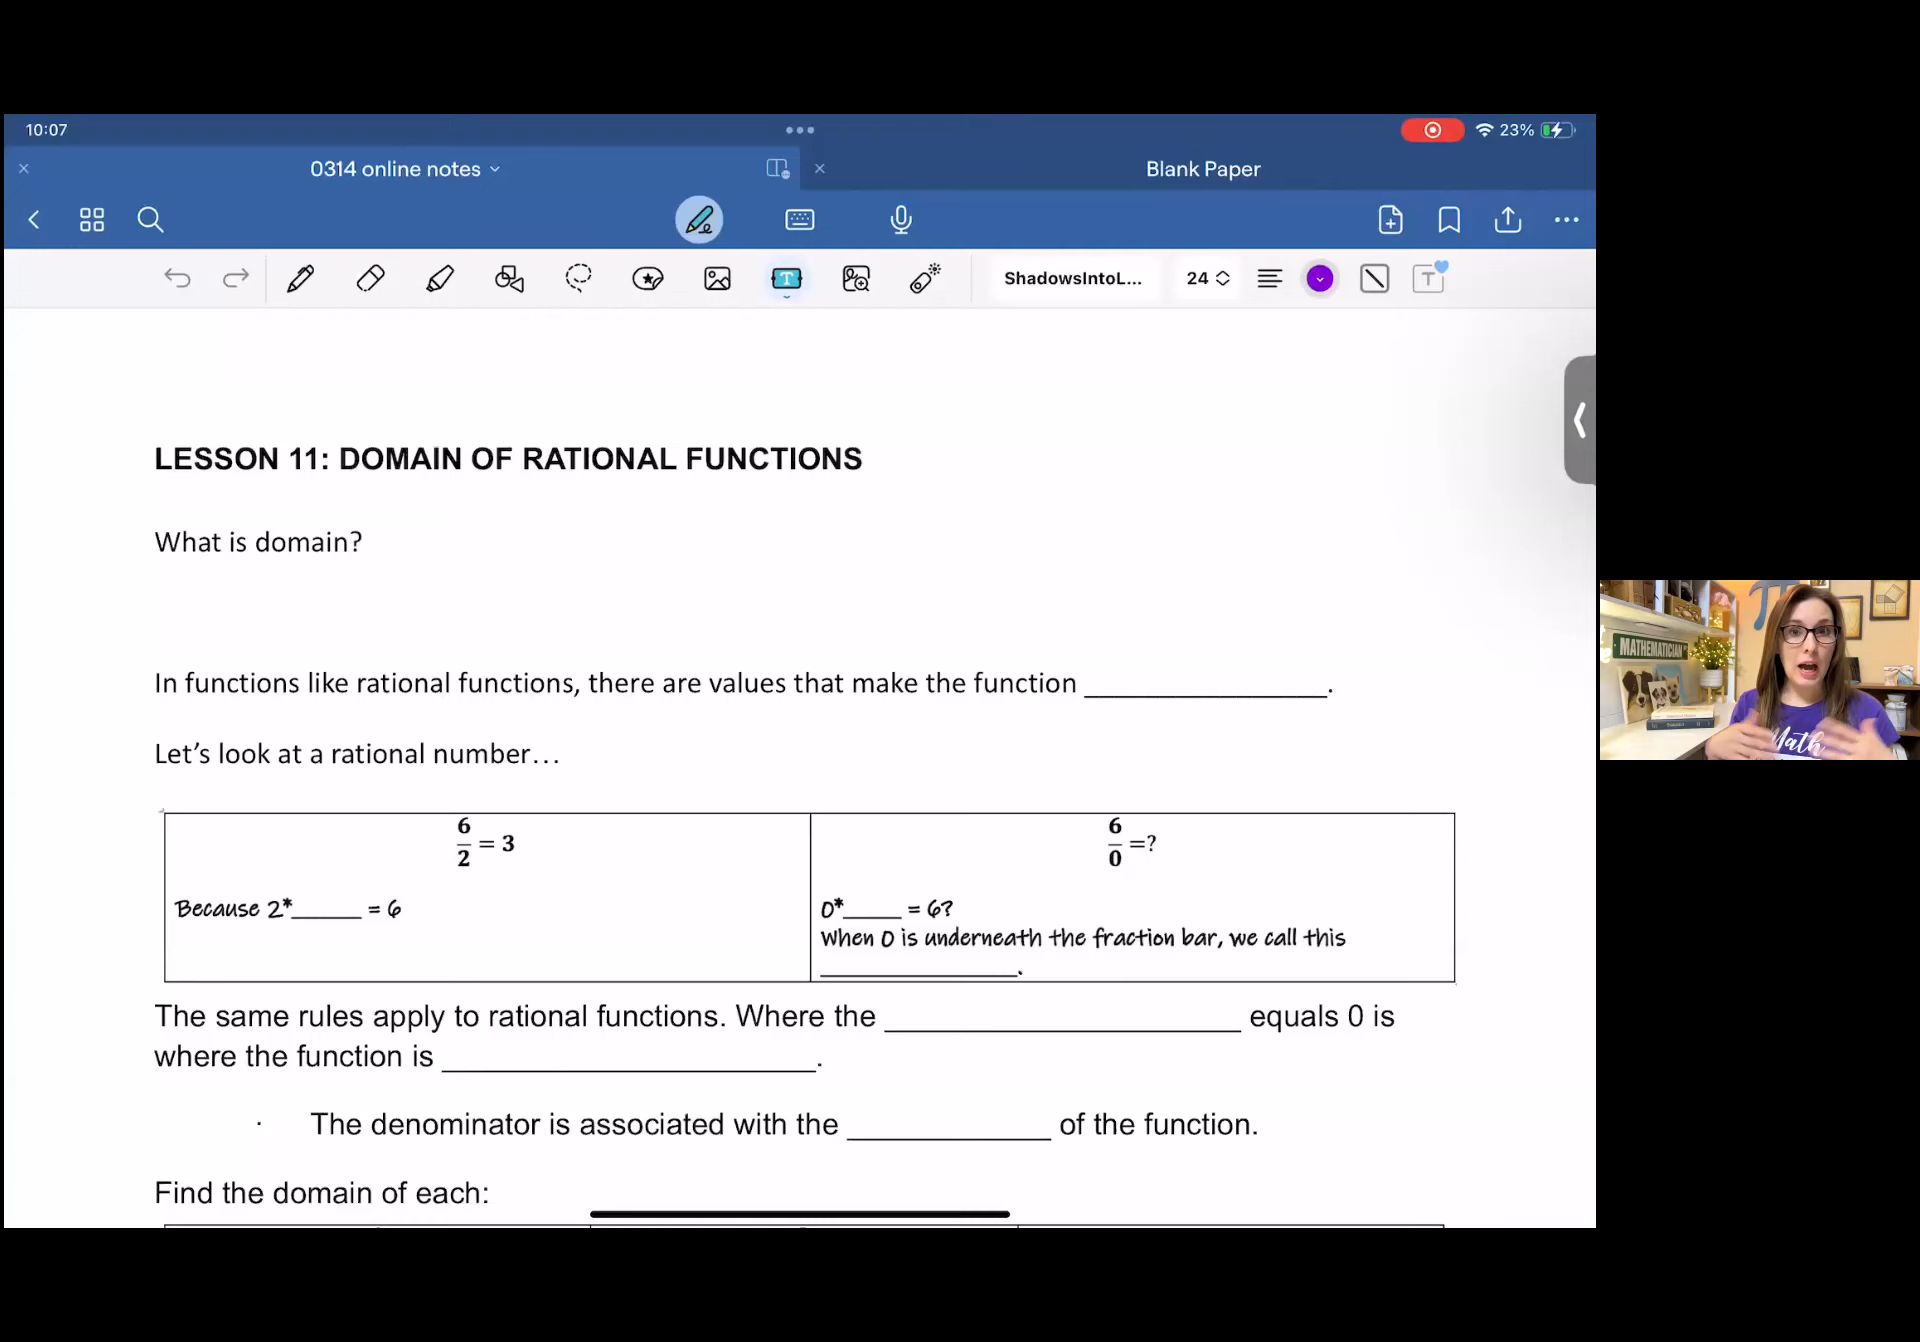 10:07
23%
0314 online notes
Blank Paper
ShadowsIntoL...
24
LESSON 11: DOMAIN OF RATIONAL FUNCTIONS
What is domain?
In functions like rational functions, there are values that make the function ________________.
Let’s look at a rational number…
6/2 = 3
Because 2*______ = 6
6/0 =?
0*_____ = 6?
When 0 is underneath the fraction bar, we call this
_________________.
The same rules apply to rational functions. Where the _____________________ equals 0 is
where the function is ______________________.
· The denominator is associated with the ____________ of the function.
Find the domain of each:
MATHEMATICIAN
Math